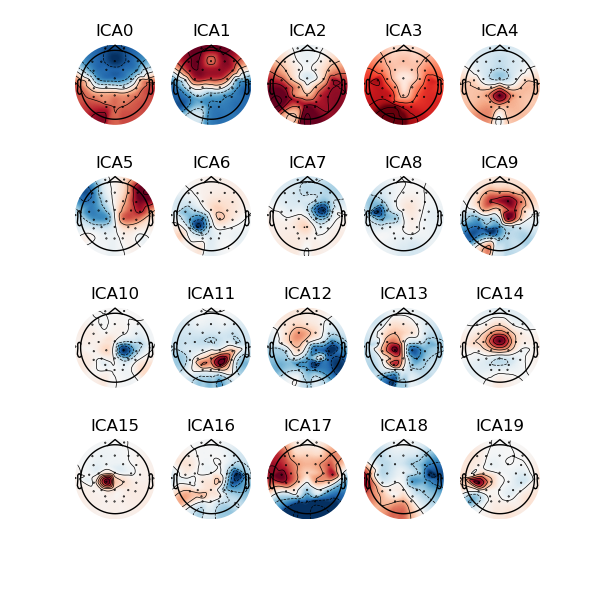 ICA0 ICA1 ICA2 ICA3 ICA4
ICA5 ICA6 ICA7 ICA8 ICA9
ICA10 ICA11 ICA12 ICA13 ICA14
ICA15 ICA16 ICA17 ICA18 ICA19